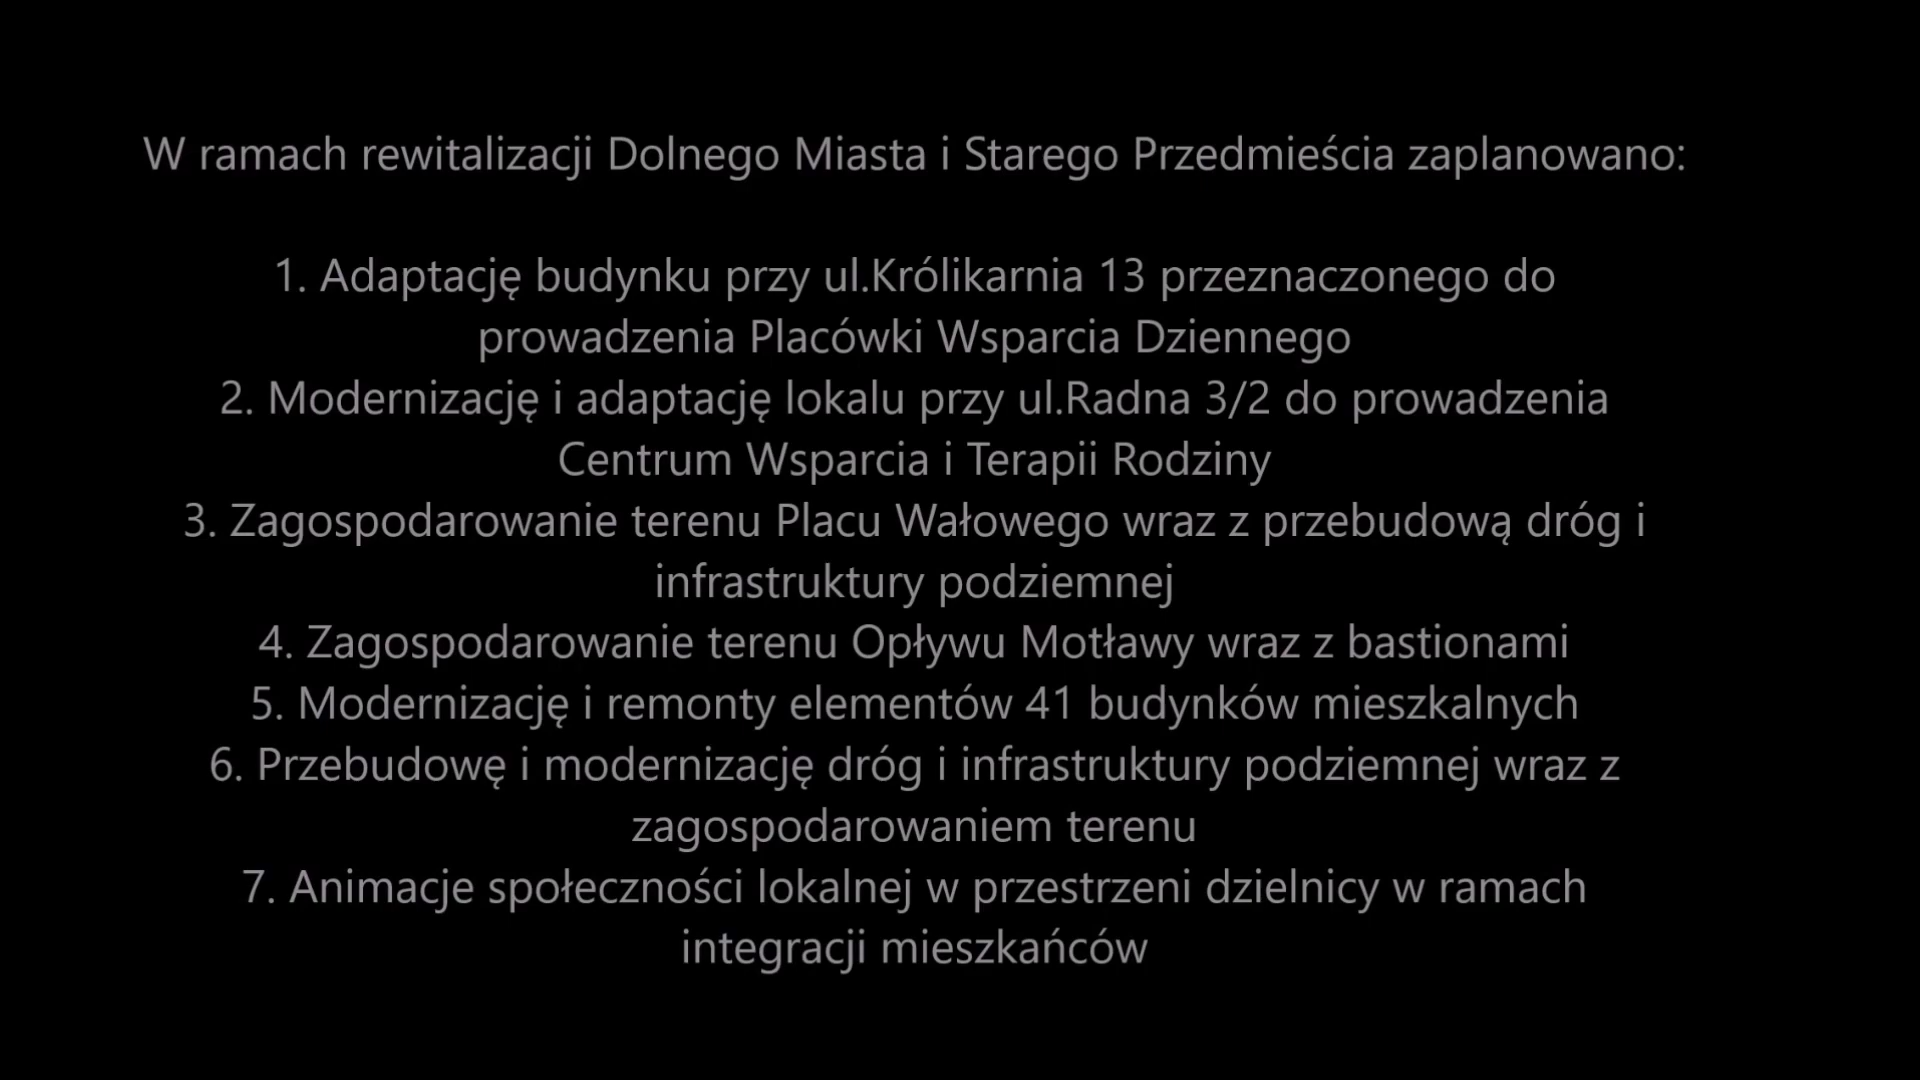 W ramach rewitalizacji Dolnego Miasta i Starego Przedmieścia zaplanowano:
1. Adaptację budynku przy ul.Królikarnia 13 przeznaczonego do
prowadzenia Placówki Wsparcia Dziennego
2. Modernizację i adaptację lokalu przy ul.Radna 3/2 do prowadzenia
Centrum Wsparcia i Terapii Rodziny
3. Zagospodarowanie terenu Placu Wałowego wraz z przebudową dróg i
infrastruktury podziemnej
4. Zagospodarowanie terenu Opływu Motławy wraz z bastionami
5. Modernizację i remonty elementów 41 budynków mieszkalnych
6. Przebudowę i modernizację dróg i infrastruktury podziemnej wraz z
zagospodarowaniem terenu
7. Animacje społeczności lokalnej w przestrzeni dzielnicy w ramach
integracji mieszkańców